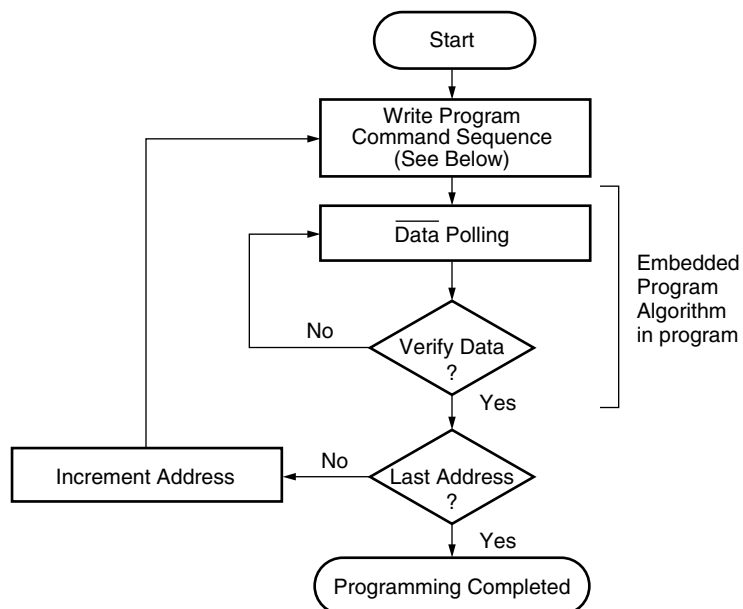 Start
Write Program
Command Sequence
(See Below)
Data Polling
Embedded
Program
Algorithm
in program
No
Verify Data
?
Yes
Increment Address
No
Last Address
?
Yes
Programming Completed